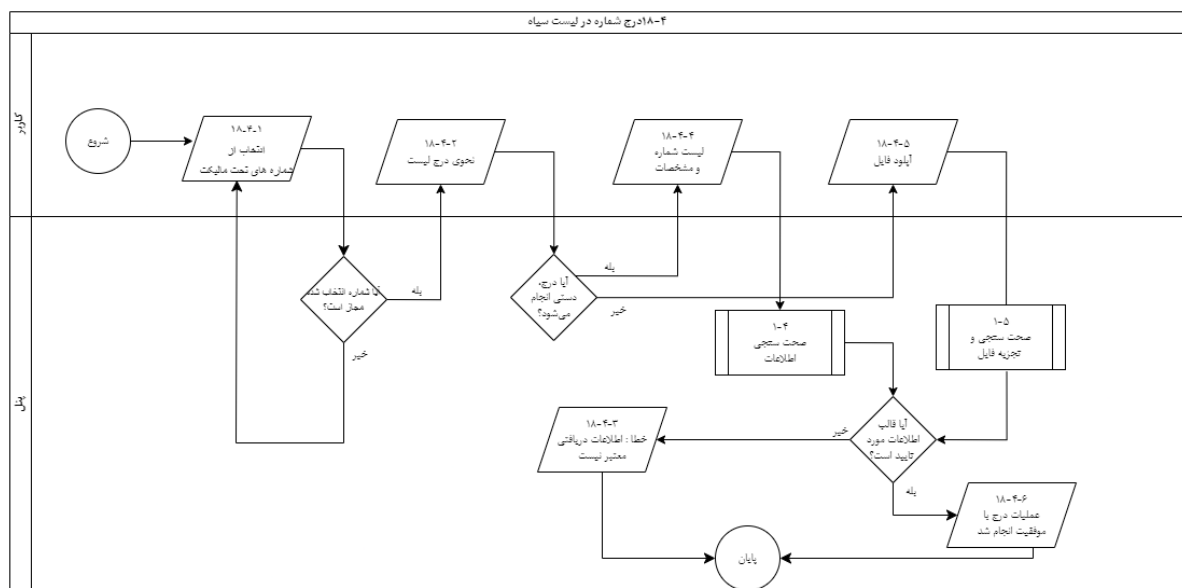 ۱۸-۴درج شماره در لیست سیاه
کاربر
شروع
۱۸-۴-۱
انتخاب از
شماره های تحت مالیکت
۱۸-۴-۲
نحوی درج لیست
۱۸-۴-۴
لیست شماره
و مشخصات
۱۸-۴-۵
آپلود فایل
پنل
آیا شماره انتخاب شده
مجاز است؟
بله
خیر
آیا درج،
دستی انجام
می‌شود؟
بله
خیر
۱-۴
صحت سنجی
اطلاعات
۱-۵
صحت سنجی و
تجزیه فایل
آیا قالب
اطلاعات مورد
تایید است؟
خیر
بله
۱۸-۴-۳
خطا : اطلاعات دریافتی
معتبر نیست
۱۸-۴-۶
عملیات درج با
موفقیت انجام شد
پایان